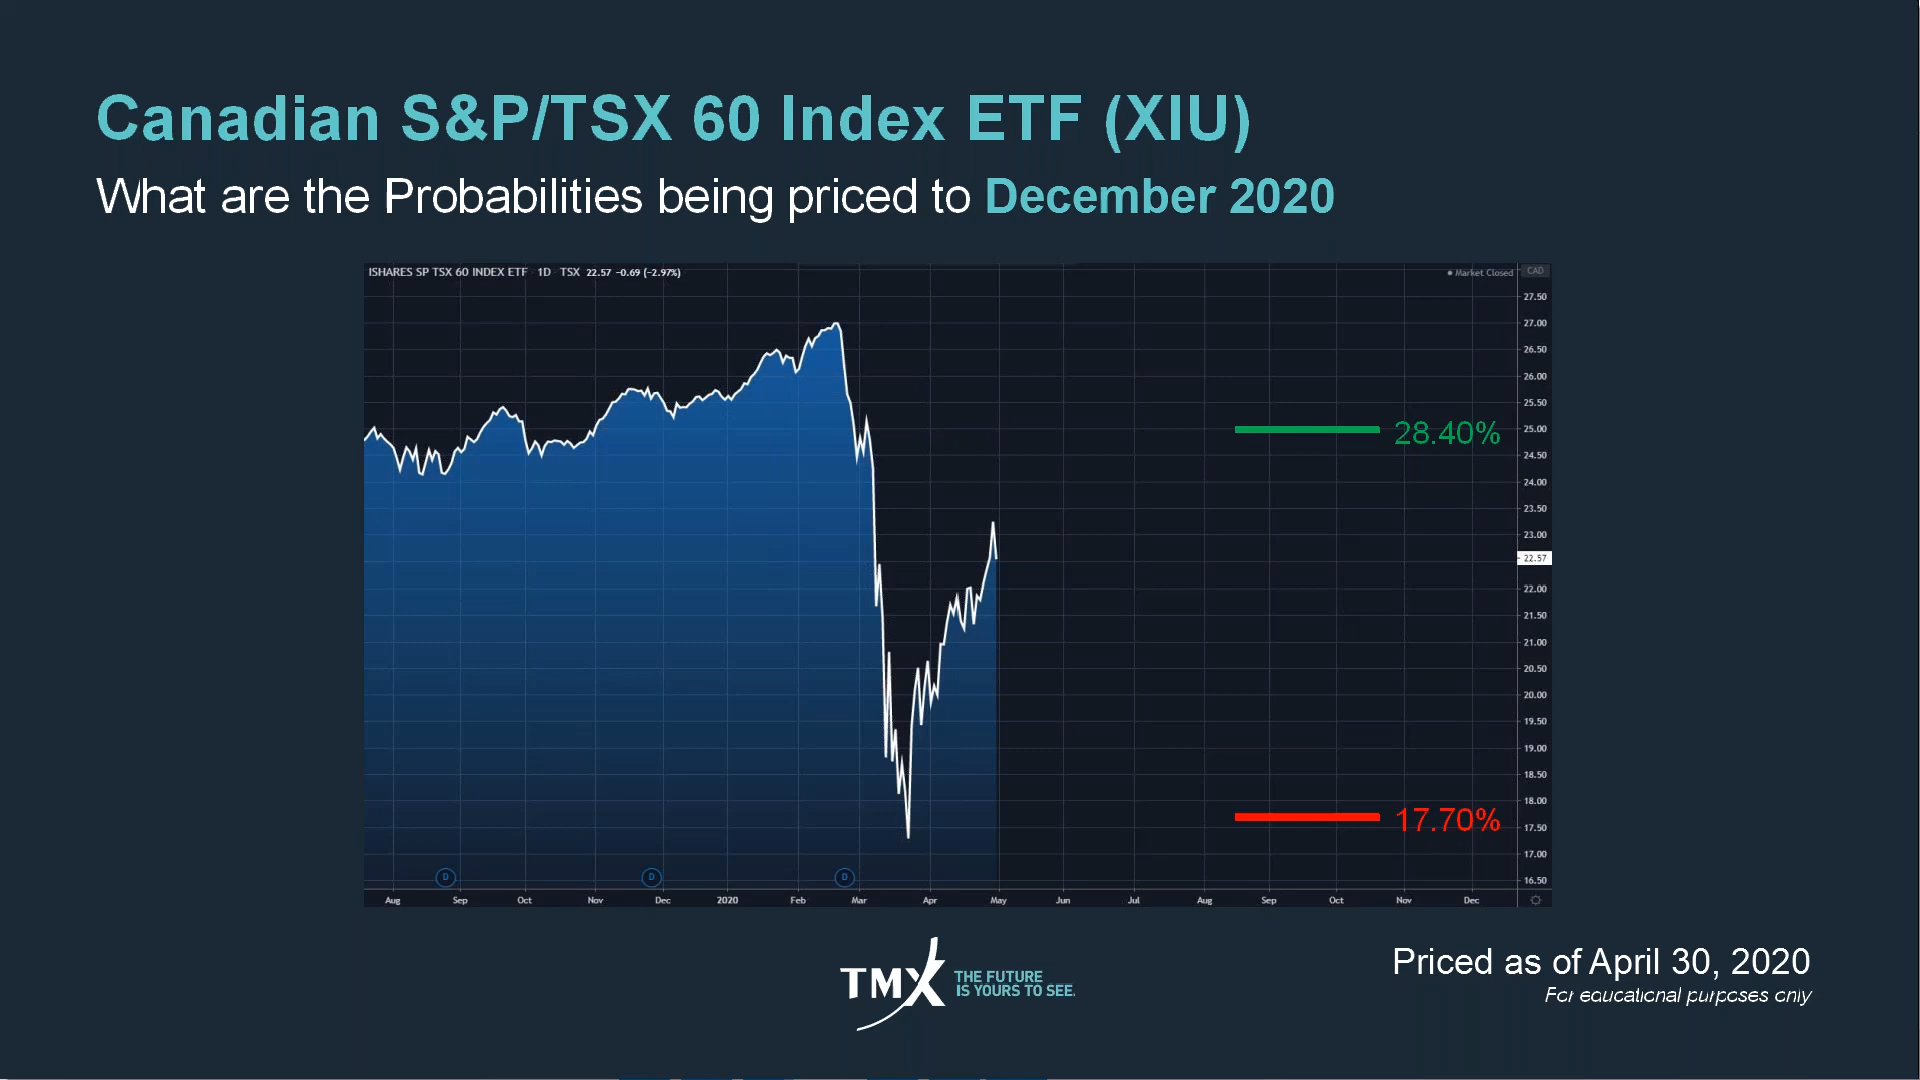 Canadian S&P/TSX 60 Index ETF (XIU)
What are the Probabilities being priced to December 2020
ISHARES SP TSX 60 INDEX ETF 1D TSX 22.57 -0.69 (-2.97%)
Market Closed
CAD
27.50
27.00
26.50
26.00
25.50
25.00
28.40%
24.50
24.00
23.50
23.00
22.57
22.00
21.50
21.00
20.50
20.00
19.50
19.00
18.50
18.00
17.70%
17.50
17.00
16.50
D D D
Aug Sep Oct Nov Dec 2020 Feb Mar Apr May Jun Jul Aug Sep Oct Nov Dec
TMX THE FUTURE
IS YOURS TO SEE.
Priced as of April 30, 2020
For educational purposes only